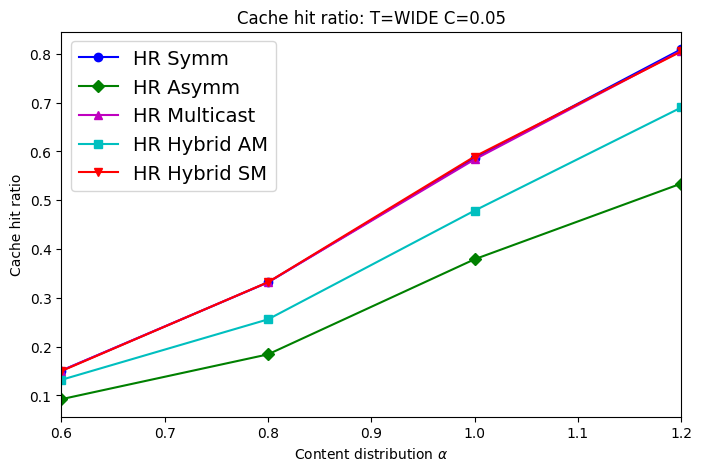 Cache hit ratio: T=WIDE C=0.05
HR Symm
HR Asymm
HR Multicast
HR Hybrid AM
HR Hybrid SM
Cache hit ratio
0.8
0.7
0.6
0.5
0.4
0.3
0.2
0.1
0.6 0.7 0.8 0.9 1.0 1.1 1.2
Content distribution α